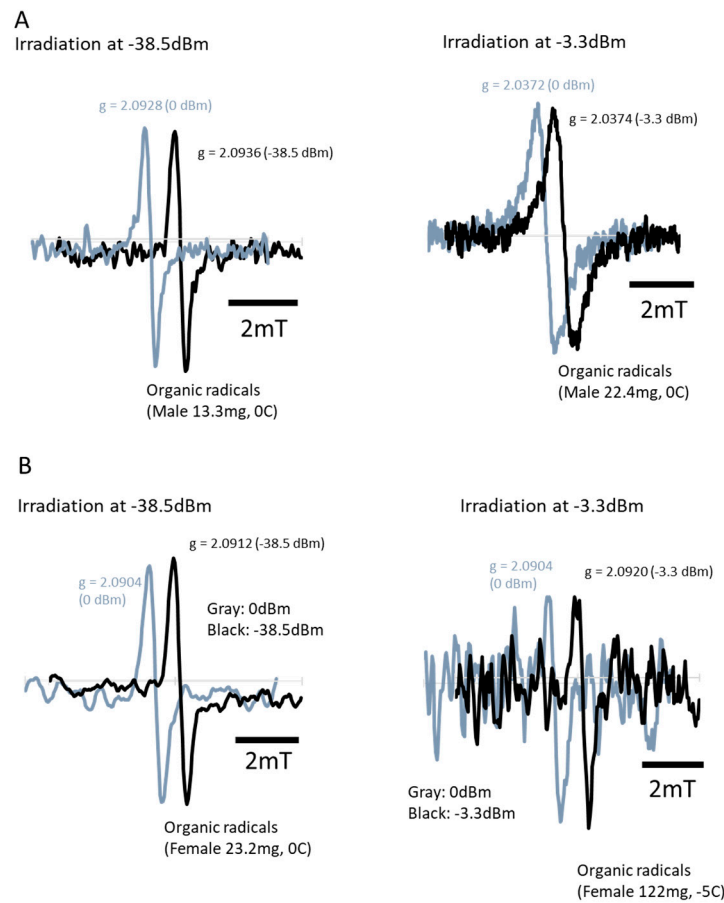 A
Irradiation at -38.5dBm
g = 2.0928 (0 dBm)
g = 2.0936 (-38.5 dBm)
2mT
Organic radicals
(Male 13.3mg, 0C)
Irradiation at -3.3dBm
g = 2.0372 (0 dBm)
g = 2.0374 (-3.3 dBm)
2mT
Organic radicals
(Male 22.4mg, 0C)
B
Irradiation at -38.5dBm
g = 2.0912 (-38.5 dBm)
g = 2.0904
(0 dBm)
Gray: 0dBm
Black: -38.5dBm
2mT
Organic radicals
(Female 23.2mg, 0C)
Irradiation at -3.3dBm
g = 2.0904
(0 dBm)
g = 2.0920 (-3.3 dBm)
2mT
Gray: 0dBm
Black: -3.3dBm
Organic radicals
(Female 122mg, -5C)